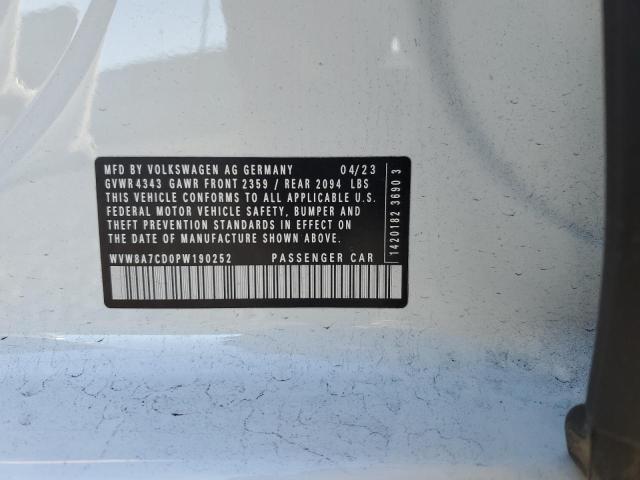 MFD BY VOLKSWAGEN AG GERMANY 04/23
GVWR4343 GAWR FRONT 2359 / REAR 2094 LBS
THIS VEHICLE CONFORMS TO ALL APPLICABLE U.S.
FEDERAL MOTOR VEHICLE SAFETY, BUMPER AND
THEFT PREVENTION STANDARDS IN EFFECT ON
THE DATE OF MANUFACTURE SHOWN ABOVE.
WVW8A7CD0PW190252 PASSENGER CAR
1420182 3690 3